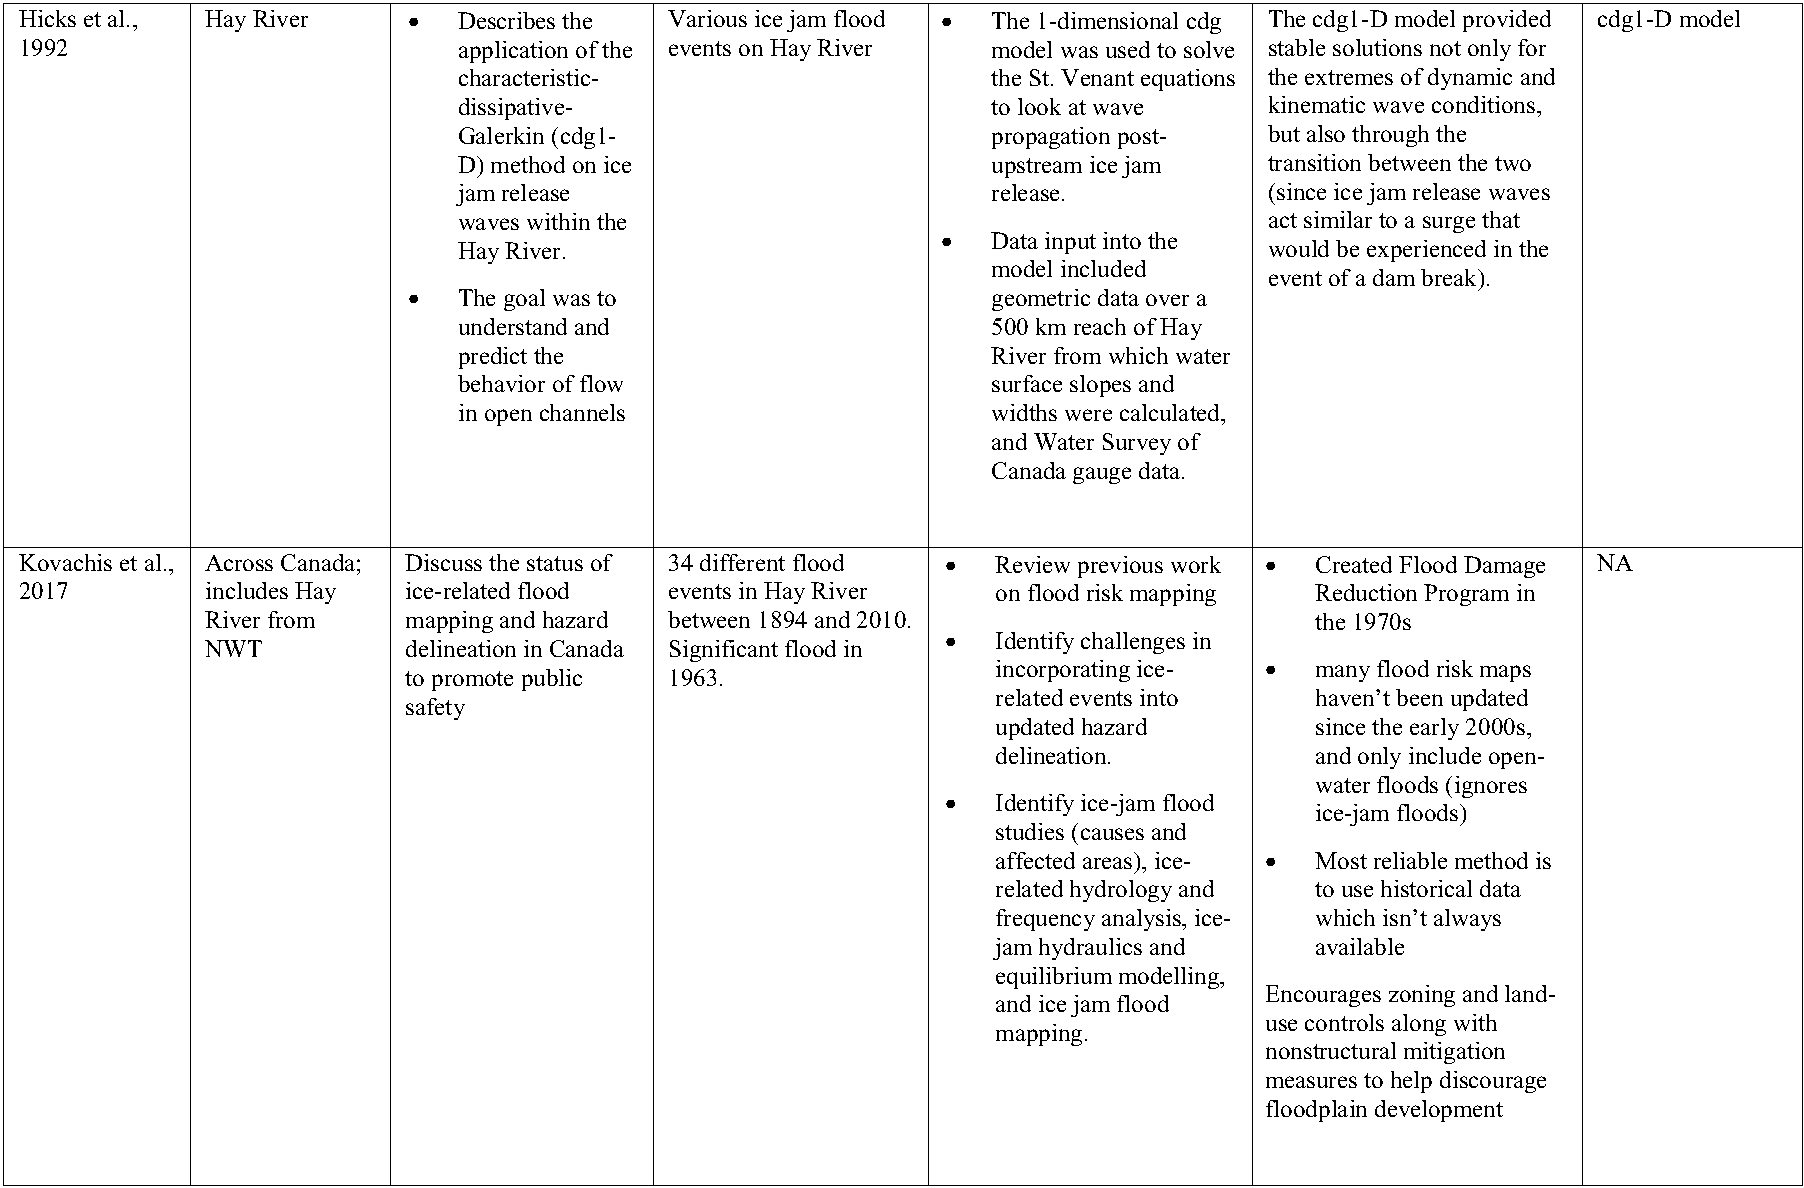 Hicks et al.,
1992
Hay River
• Describes the
application of the
characteristic-
dissipative-
Galerkin (cdg1-
D) method on ice
jam release
waves within the
Hay River.
• The goal was to
understand and
predict the
behavior of flow
in open channels
Various ice jam flood
events on Hay River
• The 1-dimensional cdg
model was used to solve
the St. Venant equations
to look at wave
propagation post-
upstream ice jam
release.
• Data input into the
model included
geometric data over a
500 km reach of Hay
River from which water
surface slopes and
widths were calculated,
and Water Survey of
Canada gauge data.
The cdg1-D model provided
stable solutions not only for
the extremes of dynamic and
kinematic wave conditions,
but also through the
transition between the two
(since ice jam release waves
act similar to a surge that
would be experienced in the
event of a dam break).
cdg1-D model
Kovachis et al.,
2017
Across Canada;
includes Hay
River from
NWT
Discuss the status of
ice-related flood
mapping and hazard
delineation in Canada
to promote public
safety
34 different flood
events in Hay River
between 1894 and 2010.
Significant flood in
1963.
• Review previous work
on flood risk mapping
• Identify challenges in
incorporating ice-
related events into
updated hazard
delineation.
• Identify ice-jam flood
studies (causes and
affected areas), ice-
related hydrology and
frequency analysis, ice-
jam hydraulics and
equilibrium modelling,
and ice jam flood
mapping.
• Created Flood Damage
Reduction Program in
the 1970s
• many flood risk maps
haven’t been updated
since the early 2000s,
and only include open-
water floods (ignores
ice-jam floods)
• Most reliable method is
to use historical data
which isn’t always
available
Encourages zoning and land-
use controls along with
nonstructural mitigation
measures to help discourage
floodplain development
NA